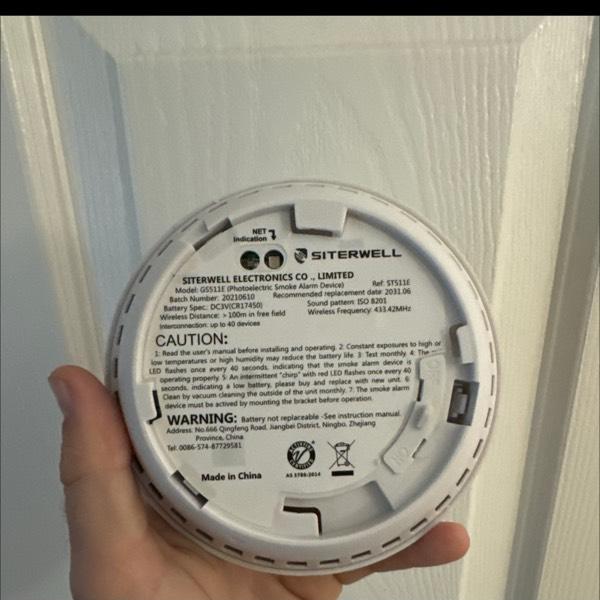 NET
Indication
SITERWELL
SITERWELL ELECTRONICS CO ., LIMITED
Model: GS511E (Photoelectric Smoke Alarm Device) Ref: ST511E
Batch Number: 20210610 Recommended replacement date: 2031.06
Battery Spec: DC3V(CR17450) Sound pattern: ISO 8201
Wireless Distance: >100m in free field Wireless Frequency: 433.42MHz
Interconnection: up to 40 devices
CAUTION:
1: Read the user's manual before installing and operating. 2: Constant exposures to high or
low temperatures or high humidity may reduce the battery life. 3: Test monthly. 4: The
LED flashes once every 40 seconds, indicating that the smoke alarm device is
operating properly. 5: An intermittent "chirp" with red LED flashes once every 40
seconds, indicating a low battery, please buy and replace with new unit. 6:
Clean by vacuum cleaning the outside of the unit monthly. 7: The smoke alarm
device must be actived by mounting the bracket before operation.
WARNING: Battery not replaceable -See instruction manual.
Address: No.666 Qingfeng Road, Jiangbei District, Ningbo, Zhejiang
Province, China
Tel: 0086-574-87729581
Made in China
AS 3786:2014